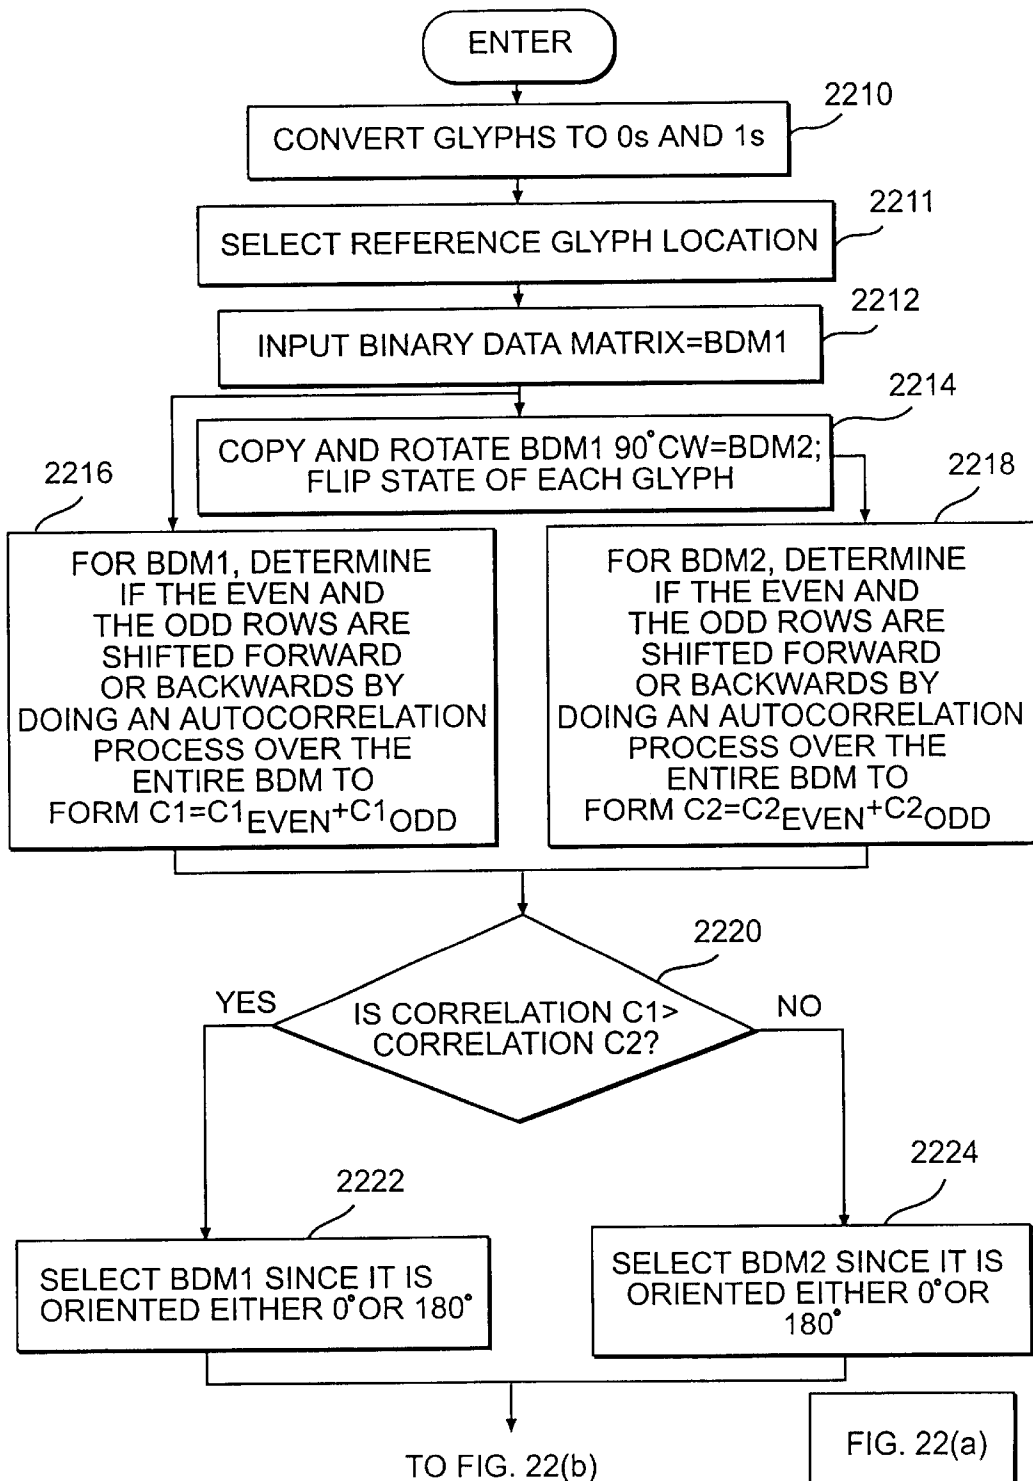 ENTER
2210
CONVERT GLYPHS TO 0s AND 1s
2211
SELECT REFERENCE GLYPH LOCATION
2212
INPUT BINARY DATA MATRIX=BDM1
2214
COPY AND ROTATE BDM1 90°CW=BDM2;
FLIP STATE OF EACH GLYPH
2216
FOR BDM1, DETERMINE
IF THE EVEN AND
THE ODD ROWS ARE
SHIFTED FORWARD
OR BACKWARDS BY
DOING AN AUTOCORRELATION
PROCESS OVER THE
ENTIRE BDM TO
FORM C1=C1EVEN+C1ODD
2218
FOR BDM2, DETERMINE
IF THE EVEN AND
THE ODD ROWS ARE
SHIFTED FORWARD
OR BACKWARDS BY
DOING AN AUTOCORRELATION
PROCESS OVER THE
ENTIRE BDM TO
FORM C2=C2EVEN+C2ODD
2220
YES
IS CORRELATION C1>
CORRELATION C2?
NO
2222
SELECT BDM1 SINCE IT IS
ORIENTED EITHER 0° OR 180°
2224
SELECT BDM2 SINCE IT IS
ORIENTED EITHER 0° OR
180°
TO FIG. 22(b)
FIG. 22(a)